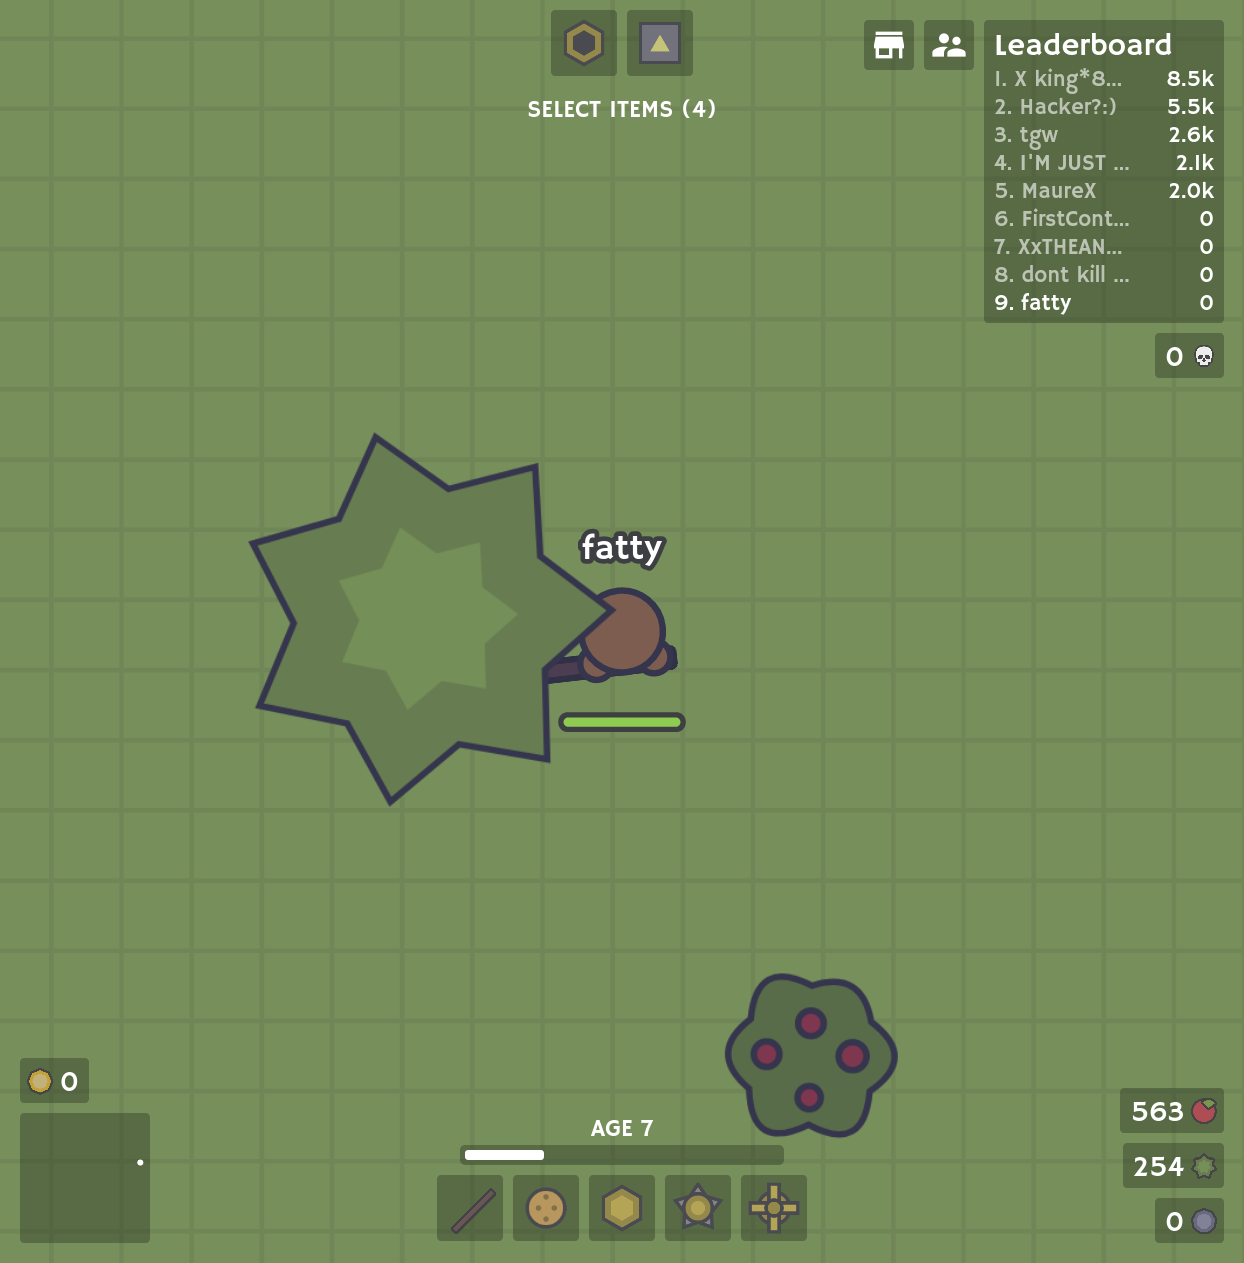 SELECT ITEMS (4)
Leaderboard
1. X king*8... 8.5k
2. Hacker?:) 5.5k
3. tgw 2.6k
4. I'M JUST ... 2.1k
5. MaureX 2.0k
6. FirstCont... 0
7. XxTHEAN... 0
8. dont kill ... 0
9. fatty 0
0
fatty
0
AGE 7
563
254
0